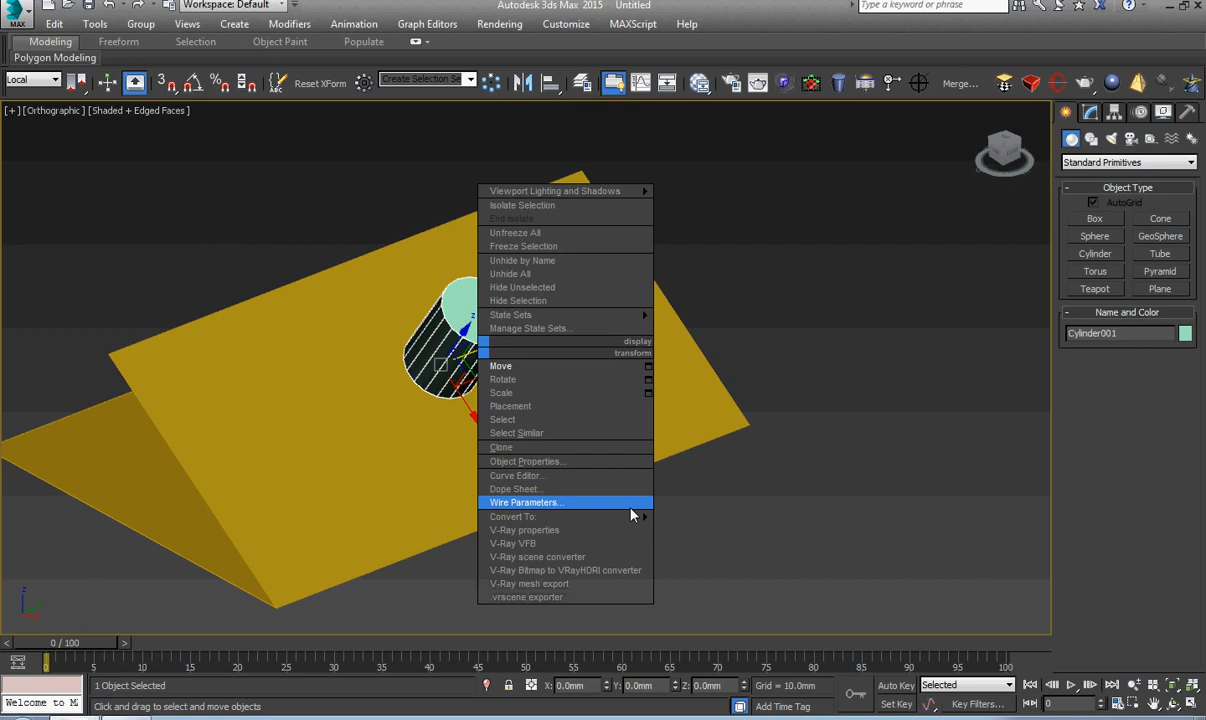 Workspace: Default
Autodesk 3ds Max 2015 Untitled
Type a keyword or phrase
MAX
Edit Tools Group Views Create Modifiers Animation Graph Editors Rendering Customize MAXScript Help
Modeling Freeform Selection Object Paint Populate
Polygon Modeling
Local
Reset XForm
Create Selection Se
Merge...
[+] [Orthographic] [Shaded + Edged Faces]
Standard Primitives
- Object Type
AutoGrid
Box Cone
Sphere GeoSphere
Cylinder Tube
Torus Pyramid
Teapot Plane
- Name and Color
Cylinder001
Viewport Lighting and Shadows
Isolate Selection
End Isolate
Unfreeze All
Freeze Selection
Unhide by Name
Unhide All
Hide Unselected
Hide Selection
State Sets
Manage State Sets...
display
transform
Move
Rotate
Scale
Placement
Select
Select Similar
Clone
Object Properties...
Curve Editor...
Dope Sheet...
Wire Parameters...
Convert To:
V-Ray properties
V-Ray VFB
V-Ray scene converter
V-Ray Bitmap to VRayHDRI converter
V-Ray mesh export
.vrscene exporter
z
z
< 0 / 100 >
0 5 10 15 20 25 30 35 40 45 50 55 60 65 70 75 80 85 90 95 100
1 Object Selected
X: 0.0mm Y: 0.0mm Z: 0.0mm Grid = 10.0mm
Auto Key Selected
Welcome to M
Click and drag to select and move objects
Add Time Tag
Set Key Key Filters... 0